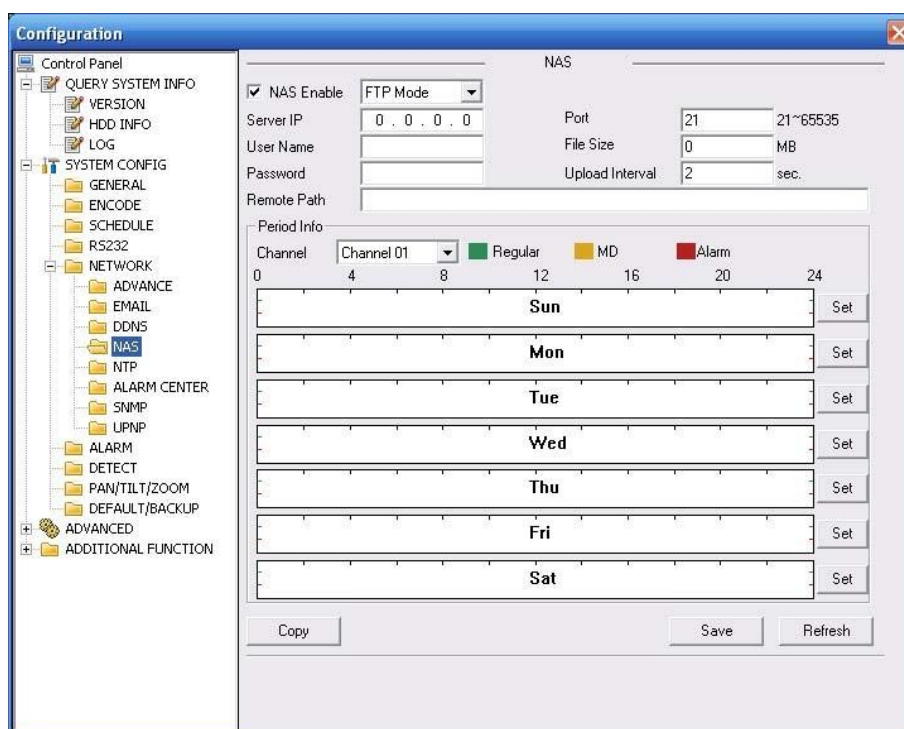 Configuration
Control Panel
QUERY SYSTEM INFO
VERSION
HDD INFO
LOG
SYSTEM CONFIG
GENERAL
ENCODE
SCHEDULE
RS232
NETWORK
ADVANCE
EMAIL
DDNS
NAS
NTP
ALARM CENTER
SNMP
UPNP
ALARM
DETECT
PAN/TILT/ZOOM
DEFAULT/BACKUP
ADVANCED
ADDITIONAL FUNCTION
NAS
NAS Enable FTP Mode
Server IP 0 . 0 . 0 . 0 Port 21 21~65535
User Name File Size 0 MB
Password Upload Interval 2 sec.
Remote Path
Period Info
Channel Channel 01 Regular MD Alarm
0 4 8 12 16 20 24
Sun Set
Mon Set
Tue Set
Wed Set
Thu Set
Fri Set
Sat Set
Copy Save Refresh